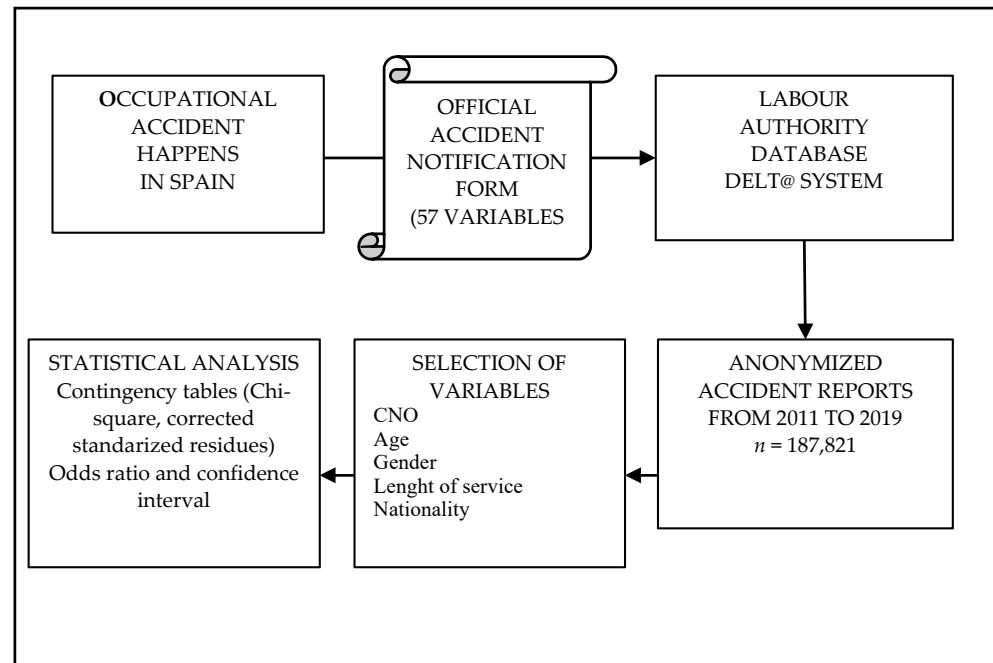 OCCUPATIONAL
ACCIDENT
HAPPENS
IN SPAIN
OFFICIAL
ACCIDENT
NOTIFICATION
FORM
(57 VARIABLES
LABOUR
AUTHORITY
DATABASE
DELT@ SYSTEM
ANONYMIZED
ACCIDENT REPORTS
FROM 2011 TO 2019
n = 187,821
SELECTION OF
VARIABLES
CNO
Age
Gender
Lenght of service
Nationality
STATISTICAL ANALYSIS
Contingency tables (Chi-
square, corrected
standarized residues)
Odds ratio and confidence
interval